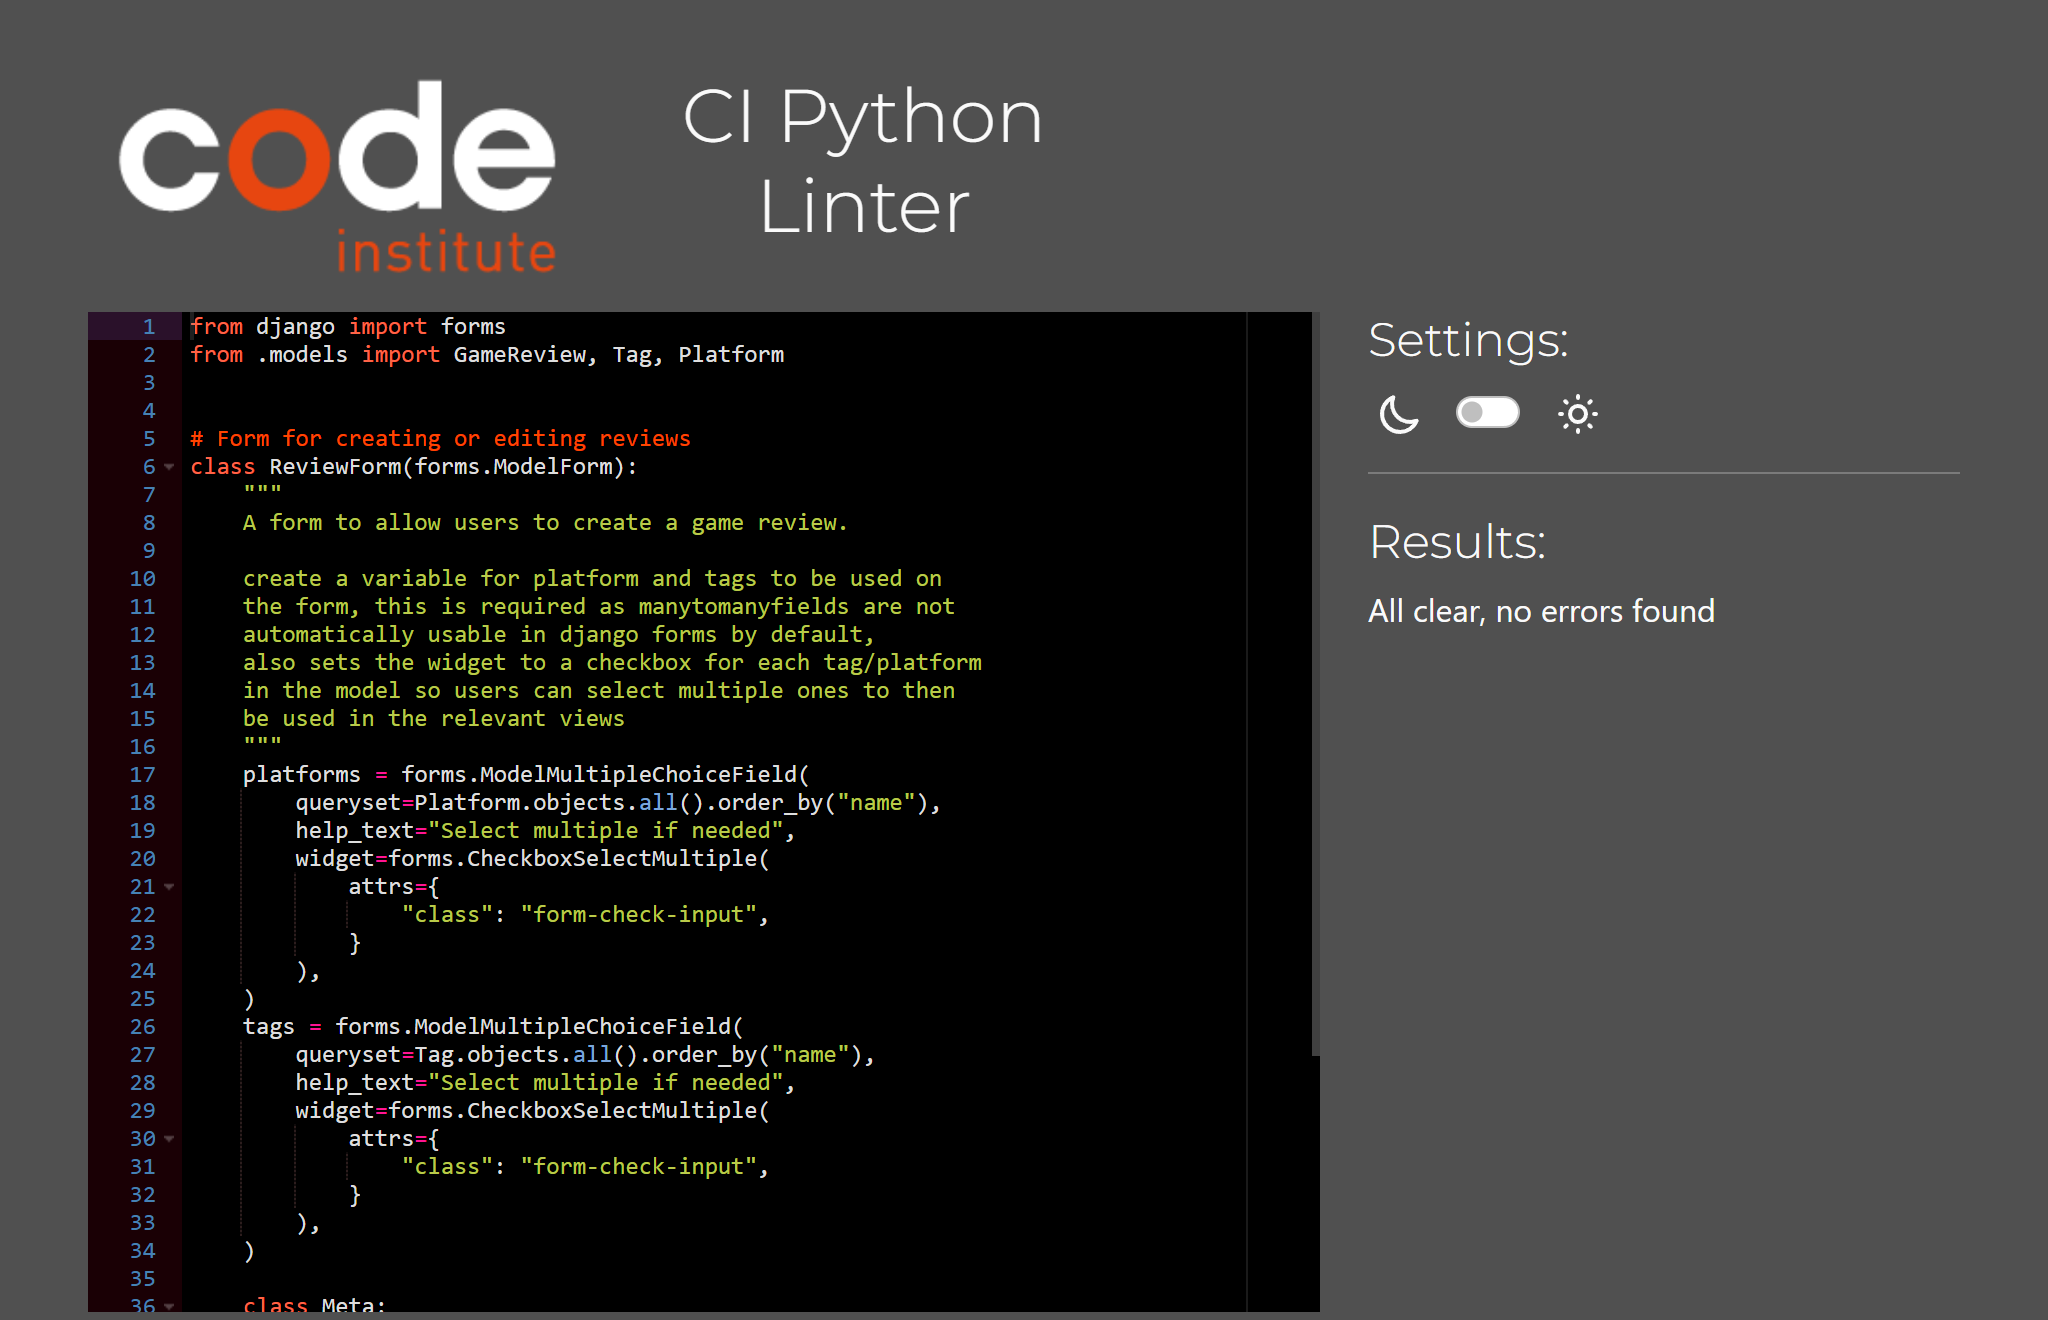 code
institute
CI Python
Linter
1 from django import forms
2 from .models import GameReview, Tag, Platform
3
4
5 # Form for creating or editing reviews
6 class ReviewForm(forms.ModelForm):
7     """
8     A form to allow users to create a game review.
9
10     create a variable for platform and tags to be used on
11     the form, this is required as manytomanyfields are not
12     automatically usable in django forms by default,
13     also sets the widget to a checkbox for each tag/platform
14     in the model so users can select multiple ones to then
15     be used in the relevant views
16     """
17     platforms = forms.ModelMultipleChoiceField(
18         queryset=Platform.objects.all().order_by("name"),
19         help_text="Select multiple if needed",
20         widget=forms.CheckboxSelectMultiple(
21             attrs={
22                 "class": "form-check-input",
23             }
24         ),
25     )
26     tags = forms.ModelMultipleChoiceField(
27         queryset=Tag.objects.all().order_by("name"),
28         help_text="Select multiple if needed",
29         widget=forms.CheckboxSelectMultiple(
30             attrs={
31                 "class": "form-check-input",
32             }
33         ),
34     )
35
36     class Meta:
Settings:
Results:
All clear, no errors found